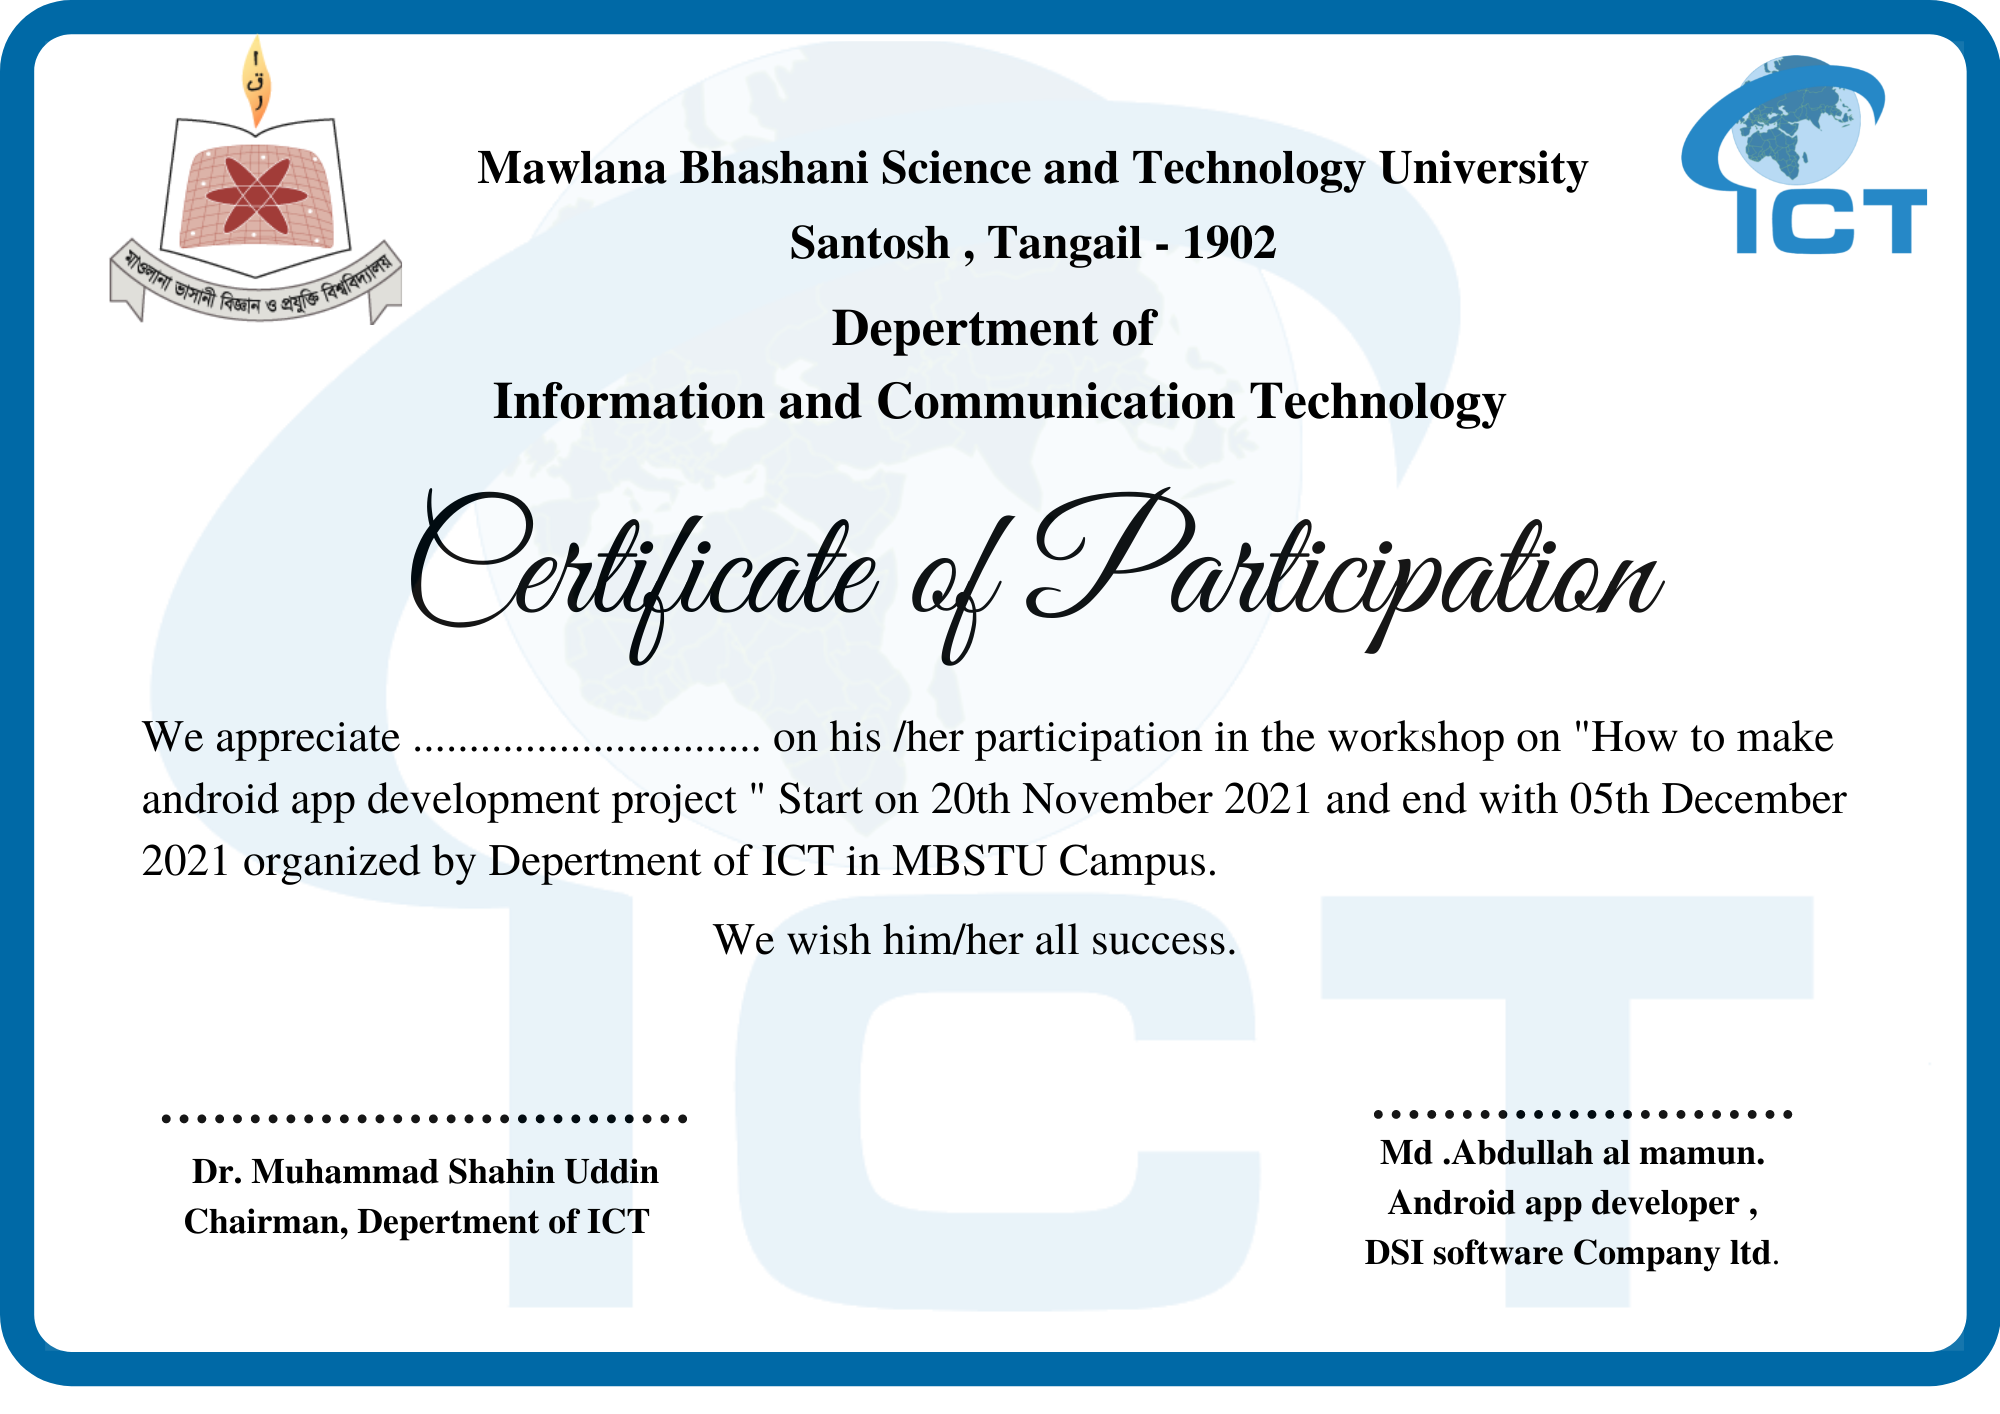 اقر
মাওলানা ভাসানী বিজ্ঞান ও প্রযুক্তি বিশ্ববিদ্যালয়
ICT
Mawlana Bhashani Science and Technology University
Santosh , Tangail - 1902
Depertment of
Information and Communication Technology
Certificate of Participation
We appreciate ............................... on his /her participation in the workshop on "How to make
android app development project " Start on 20th November 2021 and end with 05th December
2021 organized by Depertment of ICT in MBSTU Campus.
We wish him/her all success.
ICT
..............................
Dr. Muhammad Shahin Uddin
Chairman, Depertment of ICT
........................
Md .Abdullah al mamun.
Android app developer ,
DSI software Company ltd.